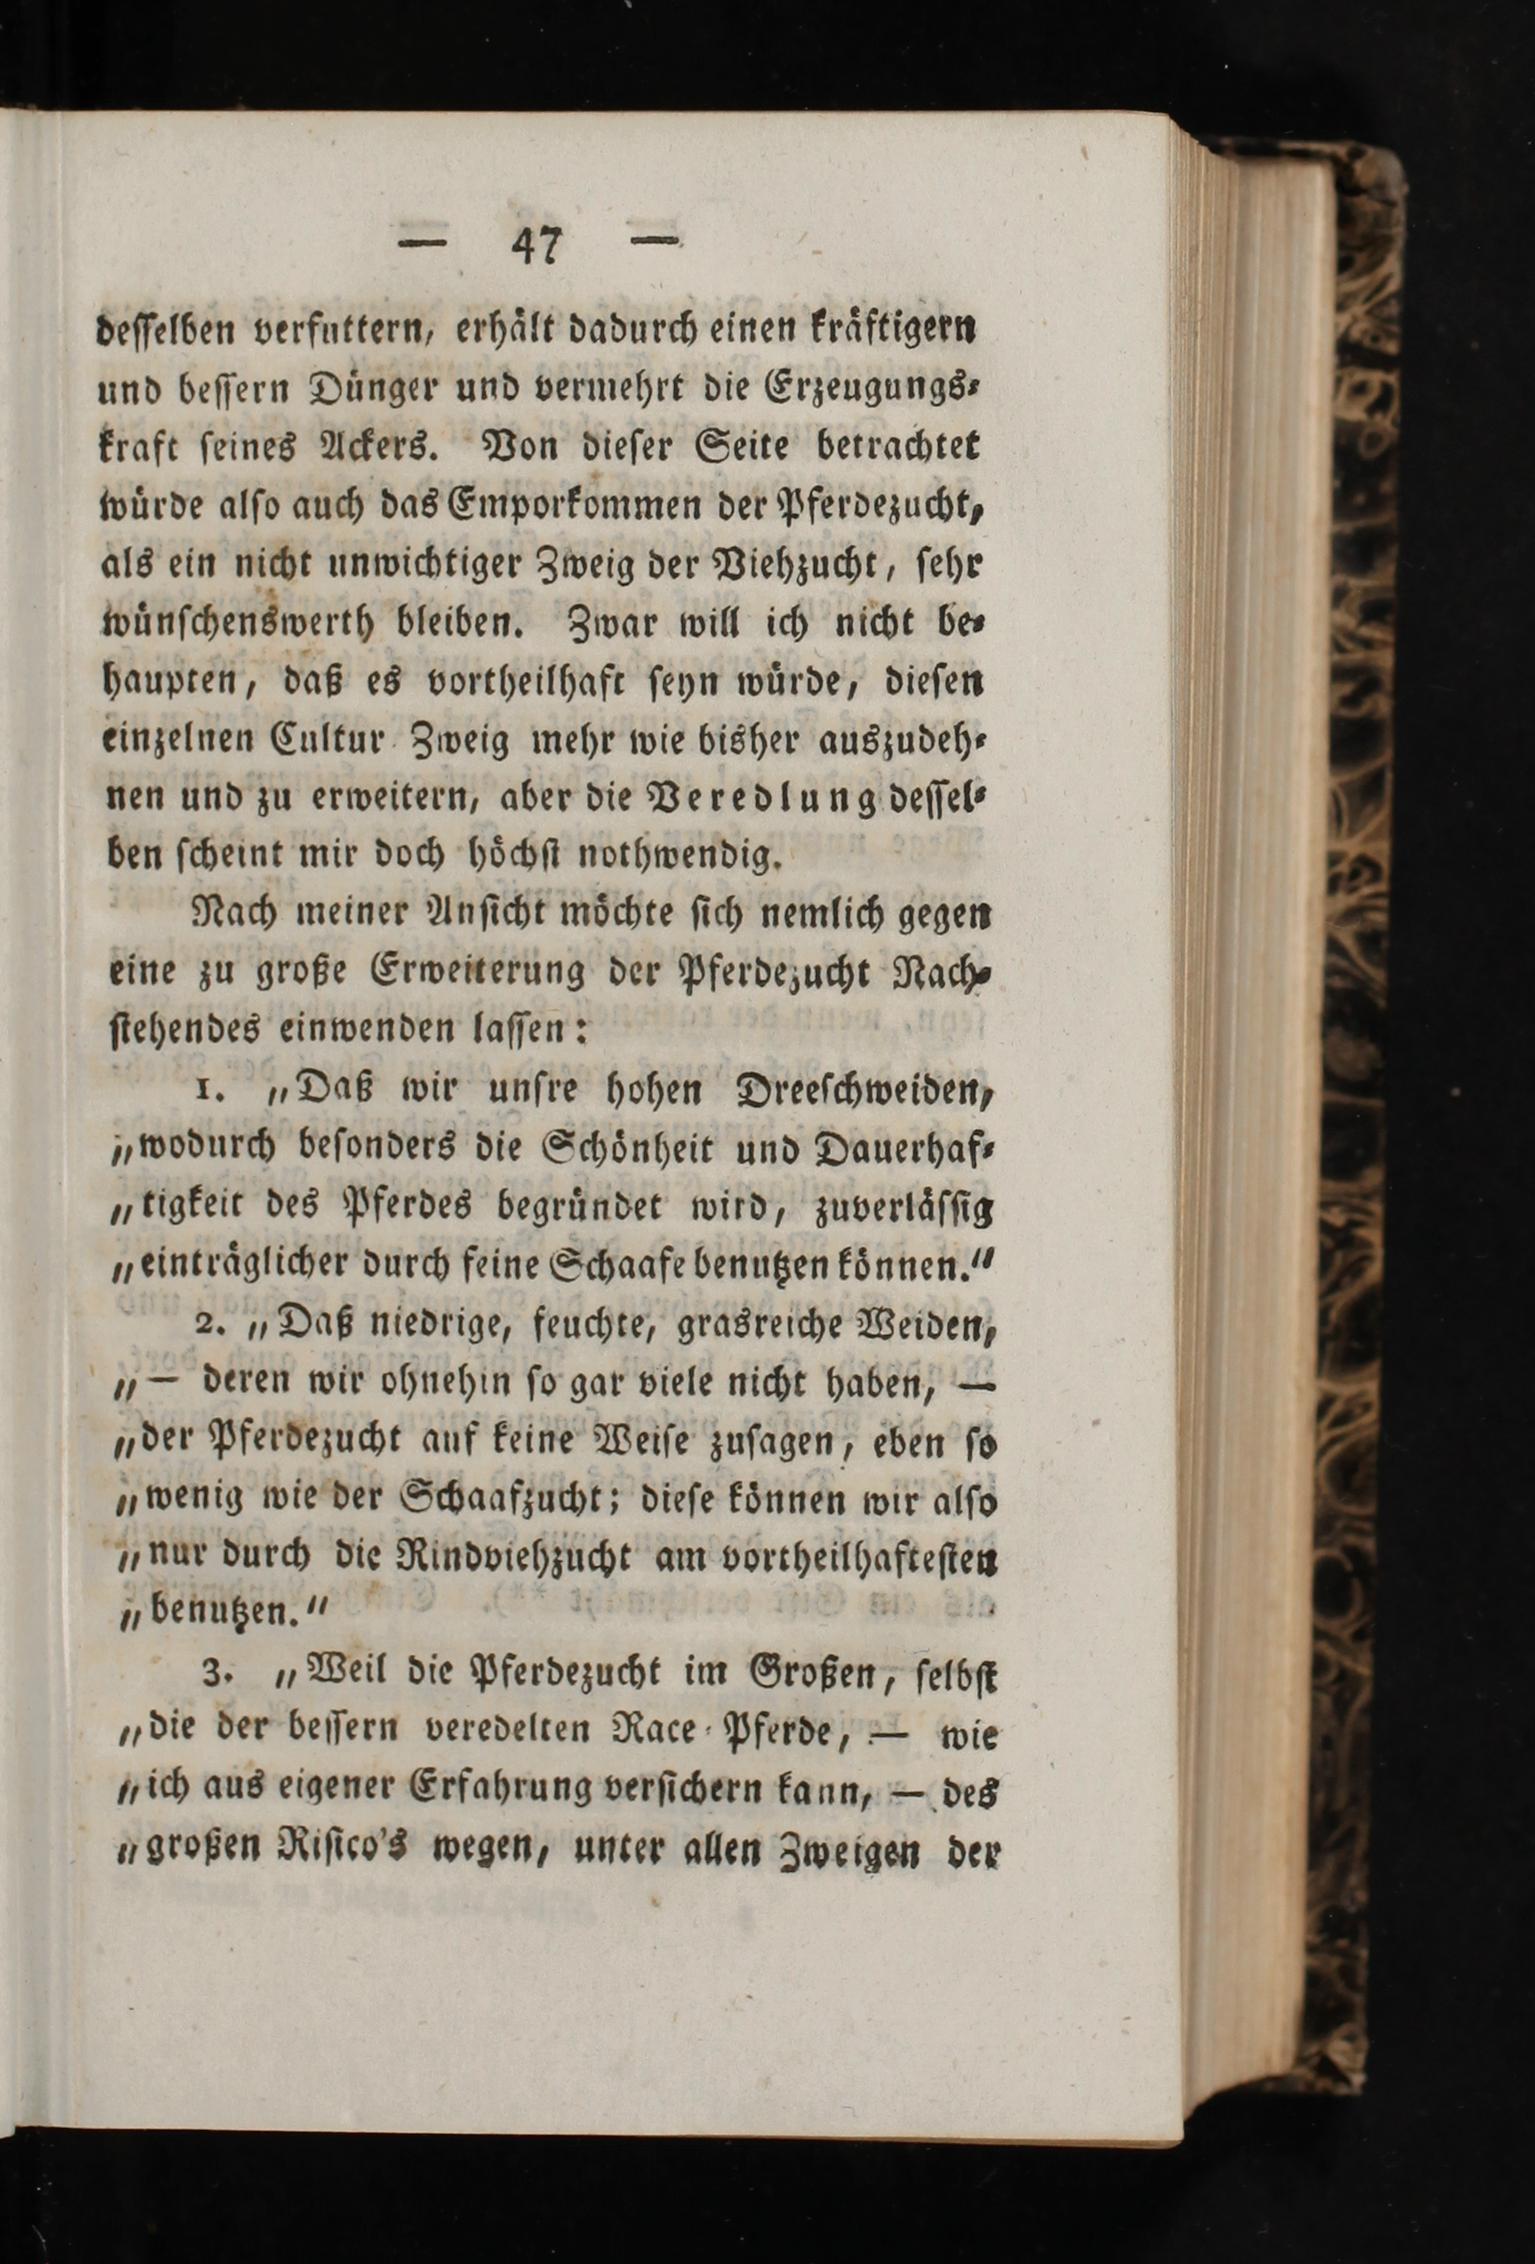 — 47 —
desselben verfuttern, erhält dadurch einen kräftigern
und bessern Dünger und vermehrt die Erzeugungs-
kraft seines Ackers. Von dieser Seite betrachtet
würde also auch das Emporkommen der Pferdezucht,
als ein nicht unwichtiger Zweig der Viehzucht, sehr
wünschenswerth bleiben. Zwar will ich nicht be-
haupten, daß es vortheilhaft seyn würde, diesen
einzelnen Cultur Zweig mehr wie bisher auszudeh-
nen und zu erweitern, aber die Veredlung dessel-
ben scheint mir doch höchst nothwendig.
Nach meiner Ansicht möchte sich nemlich gegen
eine zu große Erweiterung der Pferdezucht Nach-
stehendes einwenden lassen:
1. „Daß wir unsre hohen Dreeschweiden,
„wodurch besonders die Schönheit und Dauerhaf-
„tigkeit des Pferdes begründet wird, zuverlässig
„einträglicher durch feine Schaafe benutzen können."
2. „Daß niedrige, feuchte, grasreiche Weiden,
„— deren wir ohnehin so gar viele nicht haben, —
„der Pferdezucht auf keine Weise zusagen, eben so
„wenig wie der Schaafzucht; diese können wir also
„nur durch die Rindviehzucht am vortheilhaftesten
„benutzen."
3. „Weil die Pferdezucht im Großen, selbst
„die der bessern veredelten Race-Pferde, — wie
„ich aus eigener Erfahrung versichern kann, — des
„großen Risico's wegen, unter allen Zweigen der